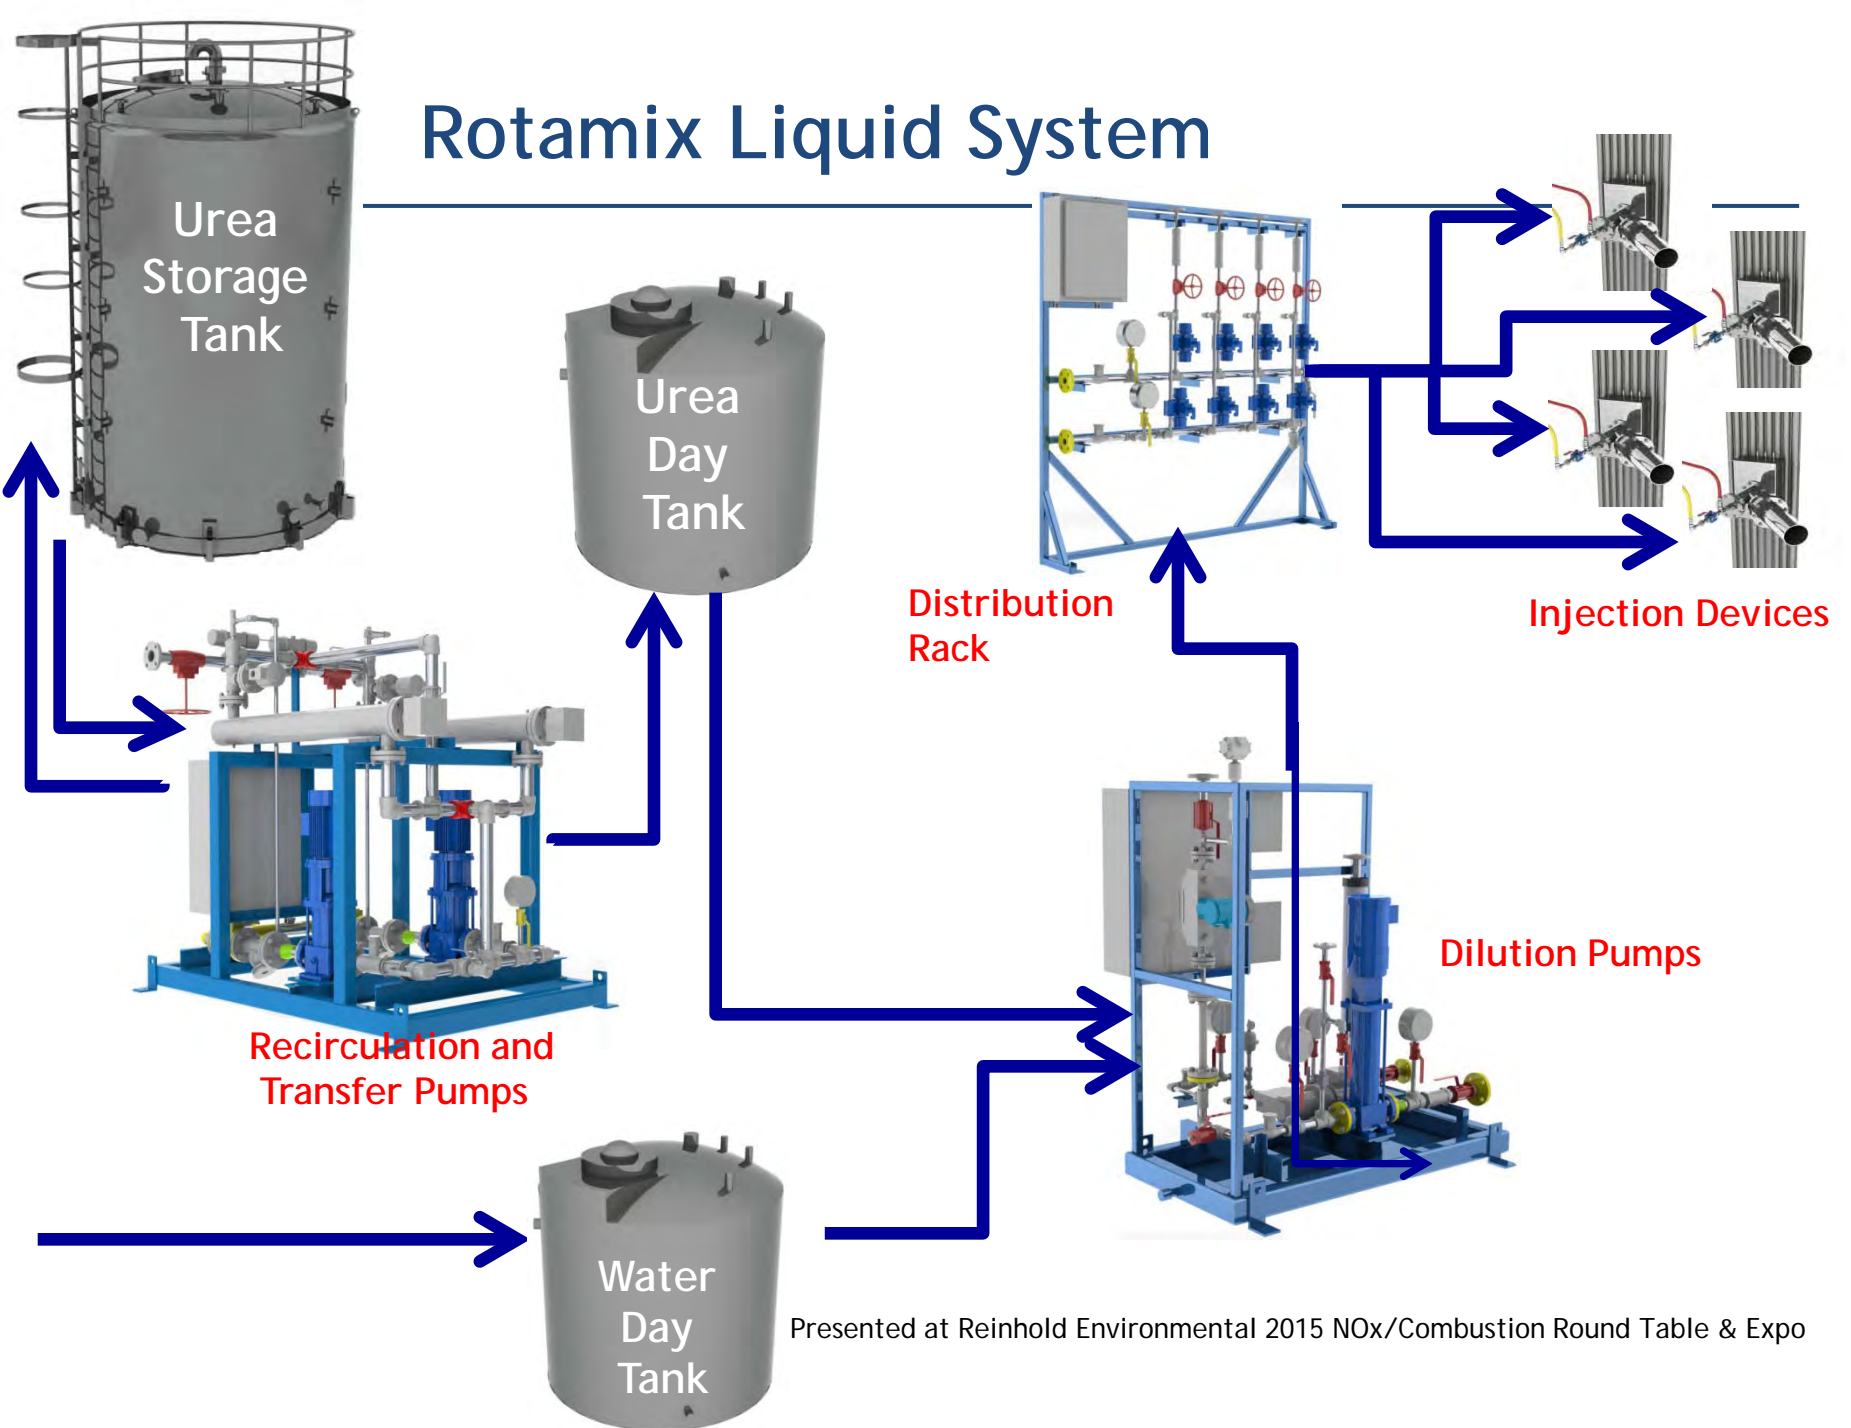 Rotamix Liquid System
Urea
Storage
Tank
Urea
Day
Tank
Distribution
Rack
Injection Devices
Dilution Pumps
Recirculation and
Transfer Pumps
Water
Day
Tank
Presented at Reinhold Environmental 2015 NOx/Combustion Round Table & Expo